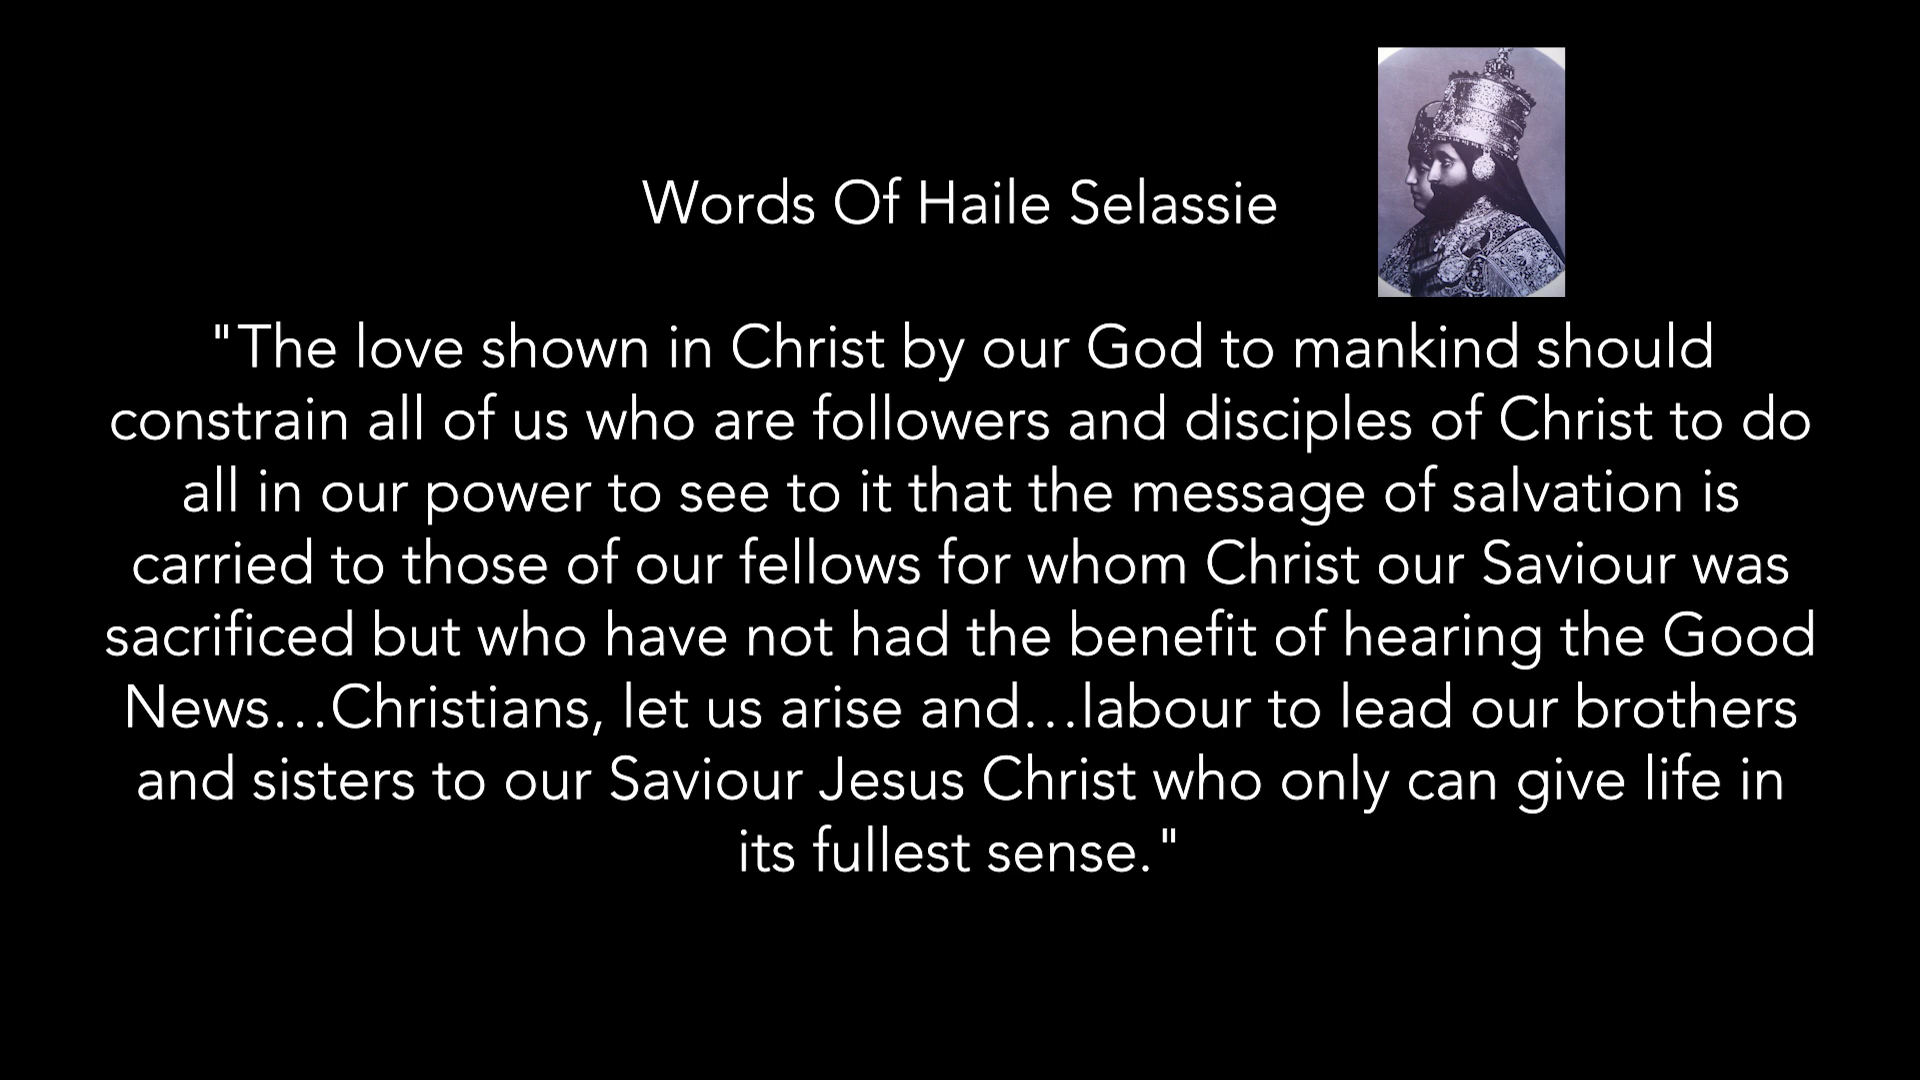 Words Of Haile Selassie
"The love shown in Christ by our God to mankind should
constrain all of us who are followers and disciples of Christ to do
all in our power to see to it that the message of salvation is
carried to those of our fellows for whom Christ our Saviour was
sacrificed but who have not had the benefit of hearing the Good
News…Christians, let us arise and…labour to lead our brothers
and sisters to our Saviour Jesus Christ who only can give life in
its fullest sense."